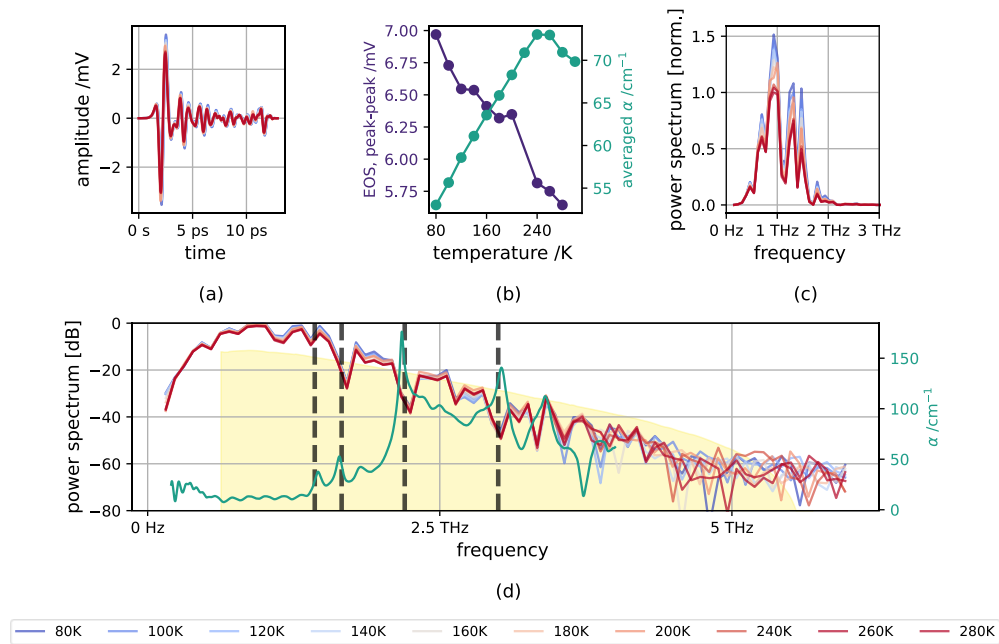 amplitude /mV
2
0
−2
0 s
5 ps
10 ps
time
(a)
EOS, peak-peak /mV
7.00
6.75
6.50
6.25
6.00
5.75
80
160
240
temperature /K
70
65
60
55
averaged α /cm⁻¹
(b)
power spectrum [norm.]
1.5
1.0
0.5
0.0
0 Hz
1 THz
2 THz
3 THz
frequency
(c)
power spectrum [dB]
0
−20
−40
−60
−80
0 Hz
2.5 THz
5 THz
frequency
150
100
50
0
α /cm⁻¹
(d)
80K
100K
120K
140K
160K
180K
200K
240K
260K
280K